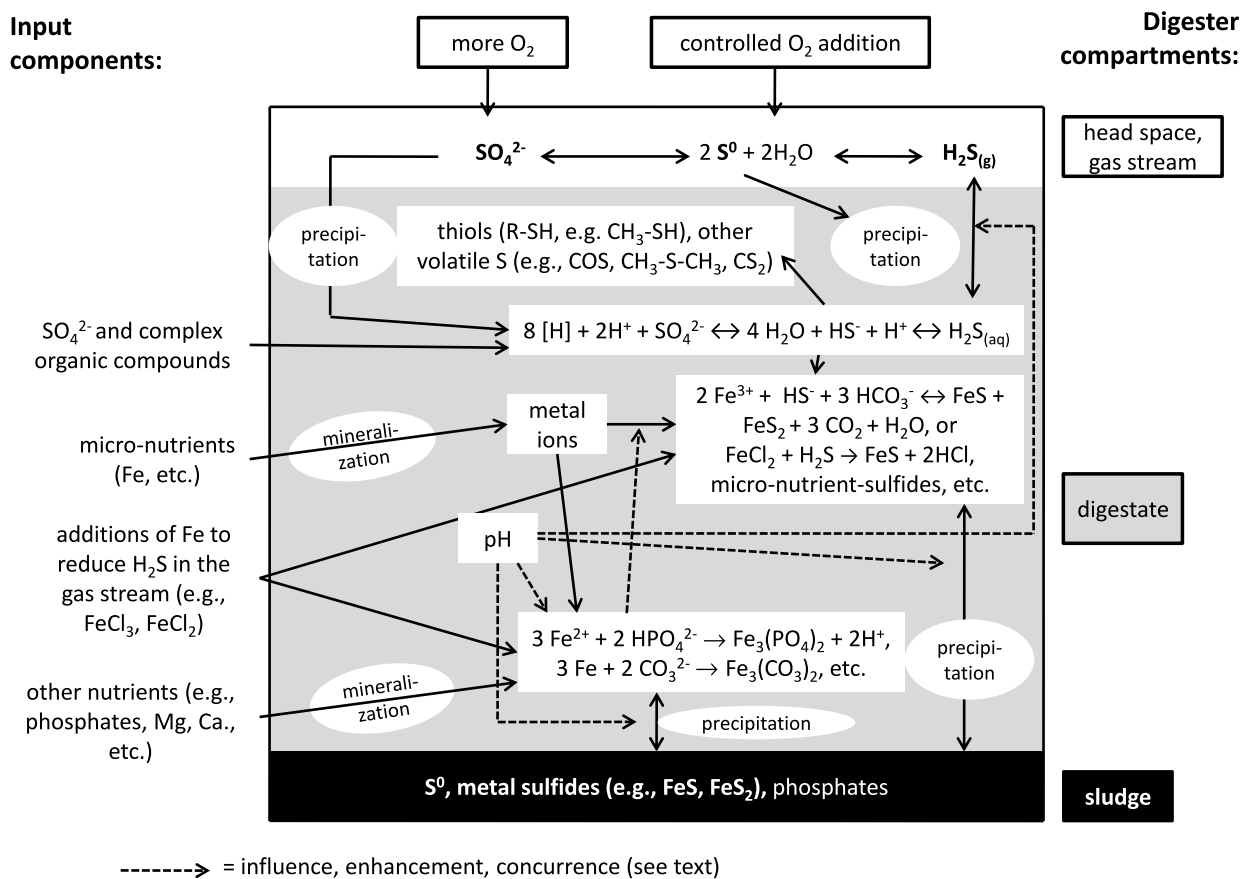 Input
components:
more O₂
controlled O₂ addition
Digester
compartments:
SO₄²⁻
2 S⁰ + 2H₂O
H₂S₍g₎
head space,
gas stream
precipi-
tation
thiols (R-SH, e.g. CH₃-SH), other
volatile S (e.g., COS, CH₃-S-CH₃, CS₂)
precipi-
tation
SO₄²⁻ and complex
organic compounds
8 [H] + 2H⁺ + SO₄²⁻ ↔ 4 H₂O + HS⁻ + H⁺ ↔ H₂S₍aq₎
micro-nutrients
(Fe, etc.)
minerali-
zation
metal
ions
2 Fe³⁺ + HS⁻ + 3 HCO₃⁻ ↔ FeS +
FeS₂ + 3 CO₂ + H₂O, or
FeCl₂ + H₂S → FeS + 2HCl,
micro-nutrient-sulfides, etc.
digestate
additions of Fe to
reduce H₂S in the
gas stream (e.g.,
FeCl₃, FeCl₂)
pH
3 Fe²⁺ + 2 HPO₄²⁻ → Fe₃(PO₄)₂ + 2H⁺,
3 Fe + 2 CO₃²⁻ → Fe₃(CO₃)₂, etc.
precipi-
tation
other nutrients (e.g.,
phosphates, Mg, Ca.,
etc.)
minerali-
zation
precipitation
S⁰, metal sulfides (e.g., FeS, FeS₂), phosphates
sludge
= influence, enhancement, concurrence (see text)